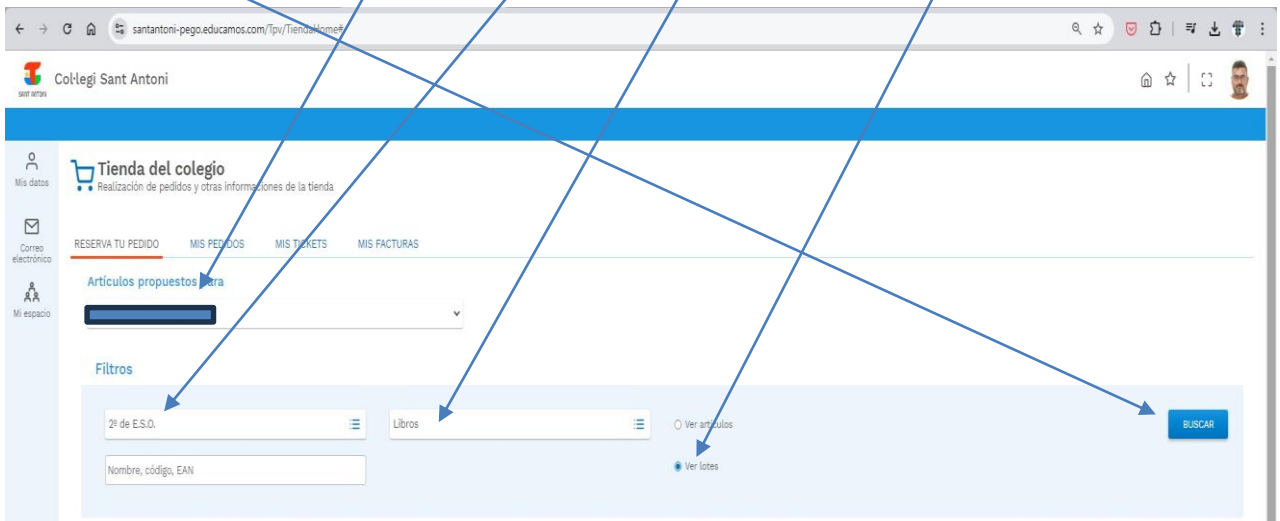 santantoni-pego.educamos.com/Tpv/TiendaHome#
SANT ANTONI
Col·legi Sant Antoni
Mis datos
Tienda del colegio
Realización de pedidos y otras informaciones de la tienda
Correo electrónico
RESERVA TU PEDIDO MIS PEDIDOS MIS TICKETS MIS FACTURAS
Mi espacio
Artículos propuestos para
Filtros
2º de E.S.O. Libros Ver artículos BUSCAR
Nombre, código, EAN Ver lotes